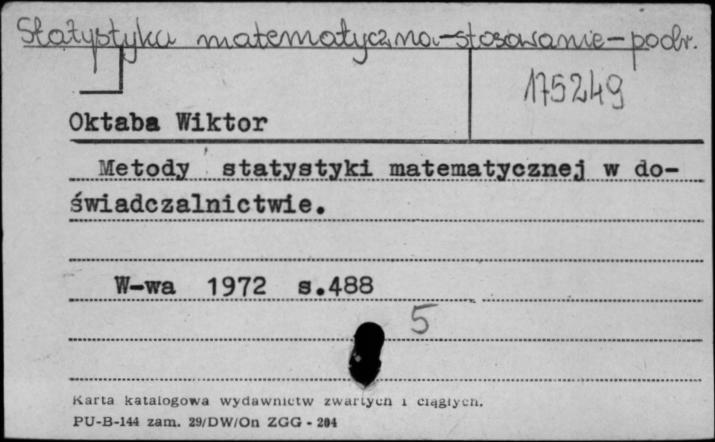 Statystyka matematyczna-stosowanie-podr.
175249
Oktaba Wiktor
Metody statystyki matematycznej w do-
świadczalnictwie.
W-wa 1972 s.488
5
Karta katalogowa wydawnictw zwartych i ciągłych.
PU-B-144 zam. 29/DW/On ZGG - 204